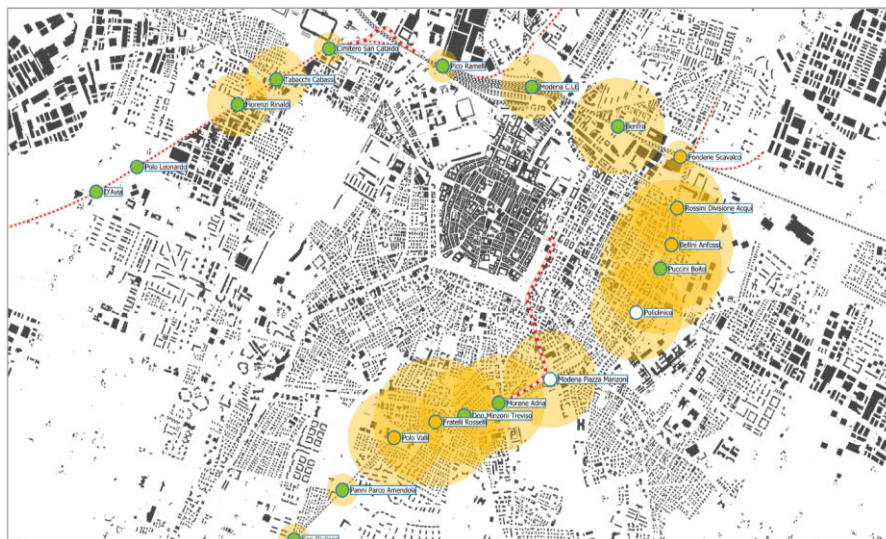 Cimitero San Cataldo
Pico Ramelli
Tabacchi Cabassi
Modena C.LE
Fiorenzi Rinaldi
Benfra
Fonderie Scavalco
Polo Leonardo
D'Avia
Rossini Divisione Acqui
Bellini Anfossi
Puccini Boito
Policlinico
Modena Piazza Manzoni
Morane Adria
Don Minzoni Treviso
Fratelli Rosselli
Polo Valli
Panni Parco Amendola